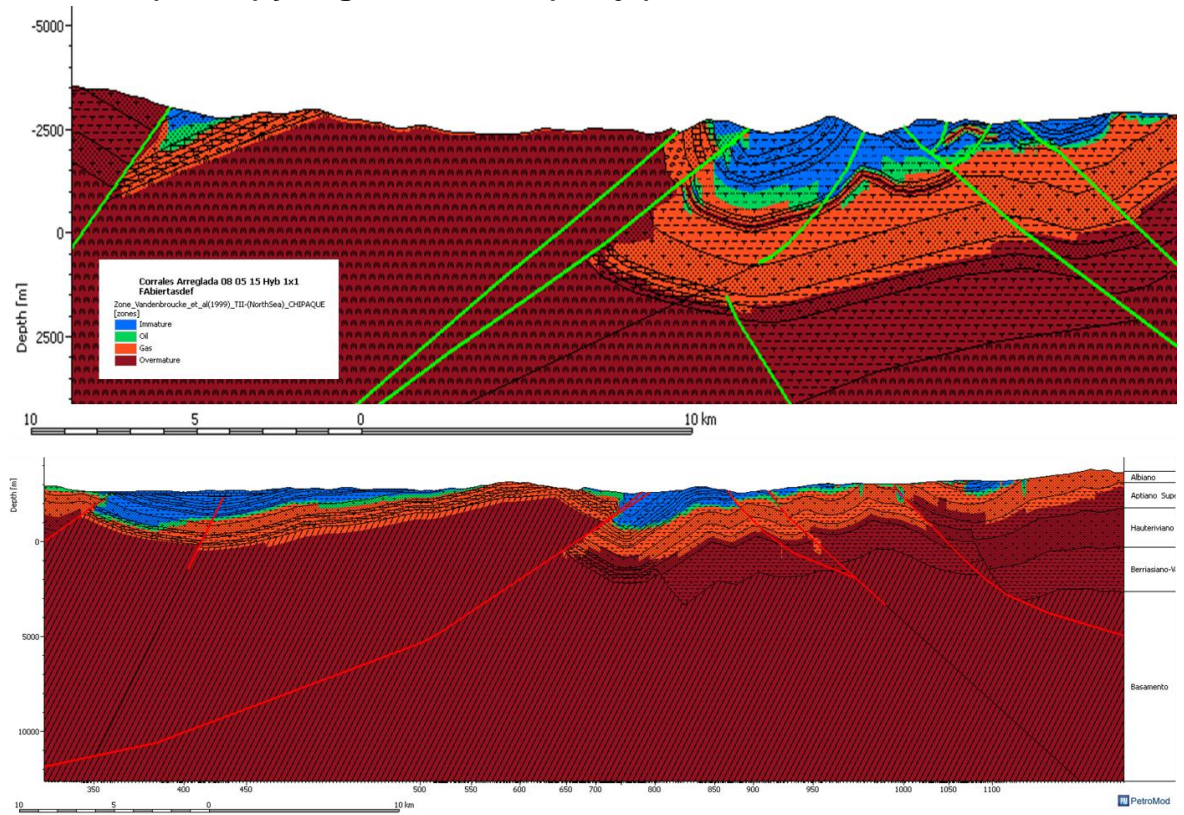 -5000
-2500
0
2500
Depth [m]
Corrales Arreglada 08 05 15 Hyb 1x1
FAbiertasdef
Zone_Vandenbroucke_et_al(1999)_TII-(NorthSea)_CHIPAQUE
[zones]
Immature
Oil
Gas
Overmature
10 5 0 10 km
Depth [m]
0
5000
10000
Albiano
Aptiano Supe
Hauteriviano
Berriasiano-V
Basamento
350 400 450 500 550 600 650 700 750 800 850 900 950 1000 1100
10 5 0 10 km
PetroMod